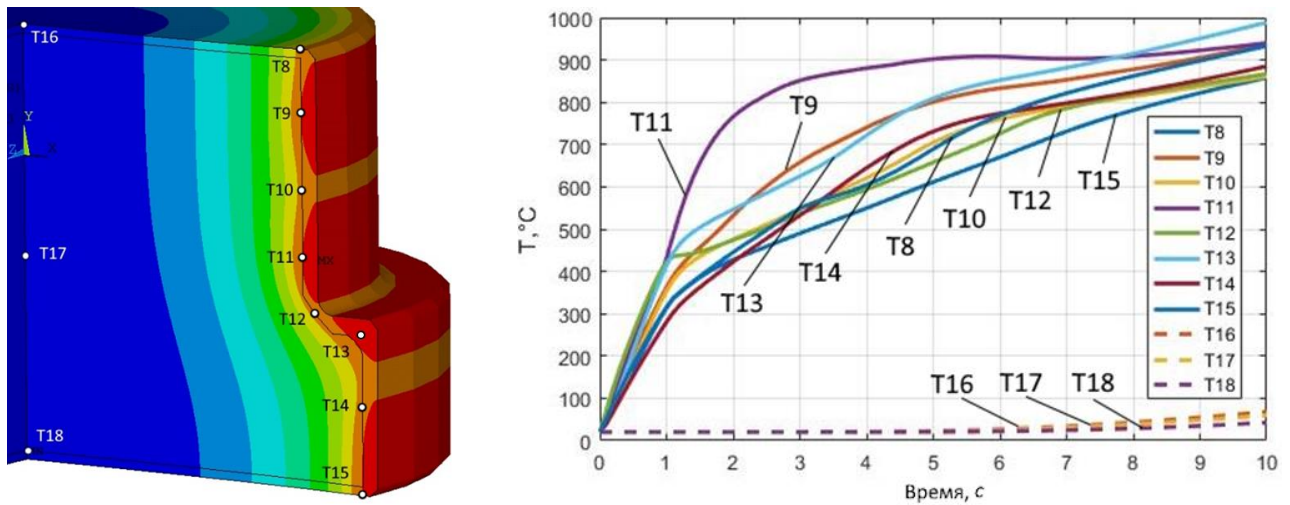 T16
T8
T9
Y
Z
X
T10
T17
T11
T12
T13
T14
T18
T15
T,°C
1000
900
800
700
600
500
400
300
200
100
0
0 1 2 3 4 5 6 7 8 9 10
Время, c
T11
T9
T13
T14
T8
T10
T12
T15
T16
T17
T18
T8
T9
T10
T11
T12
T13
T14
T15
T16
T17
T18